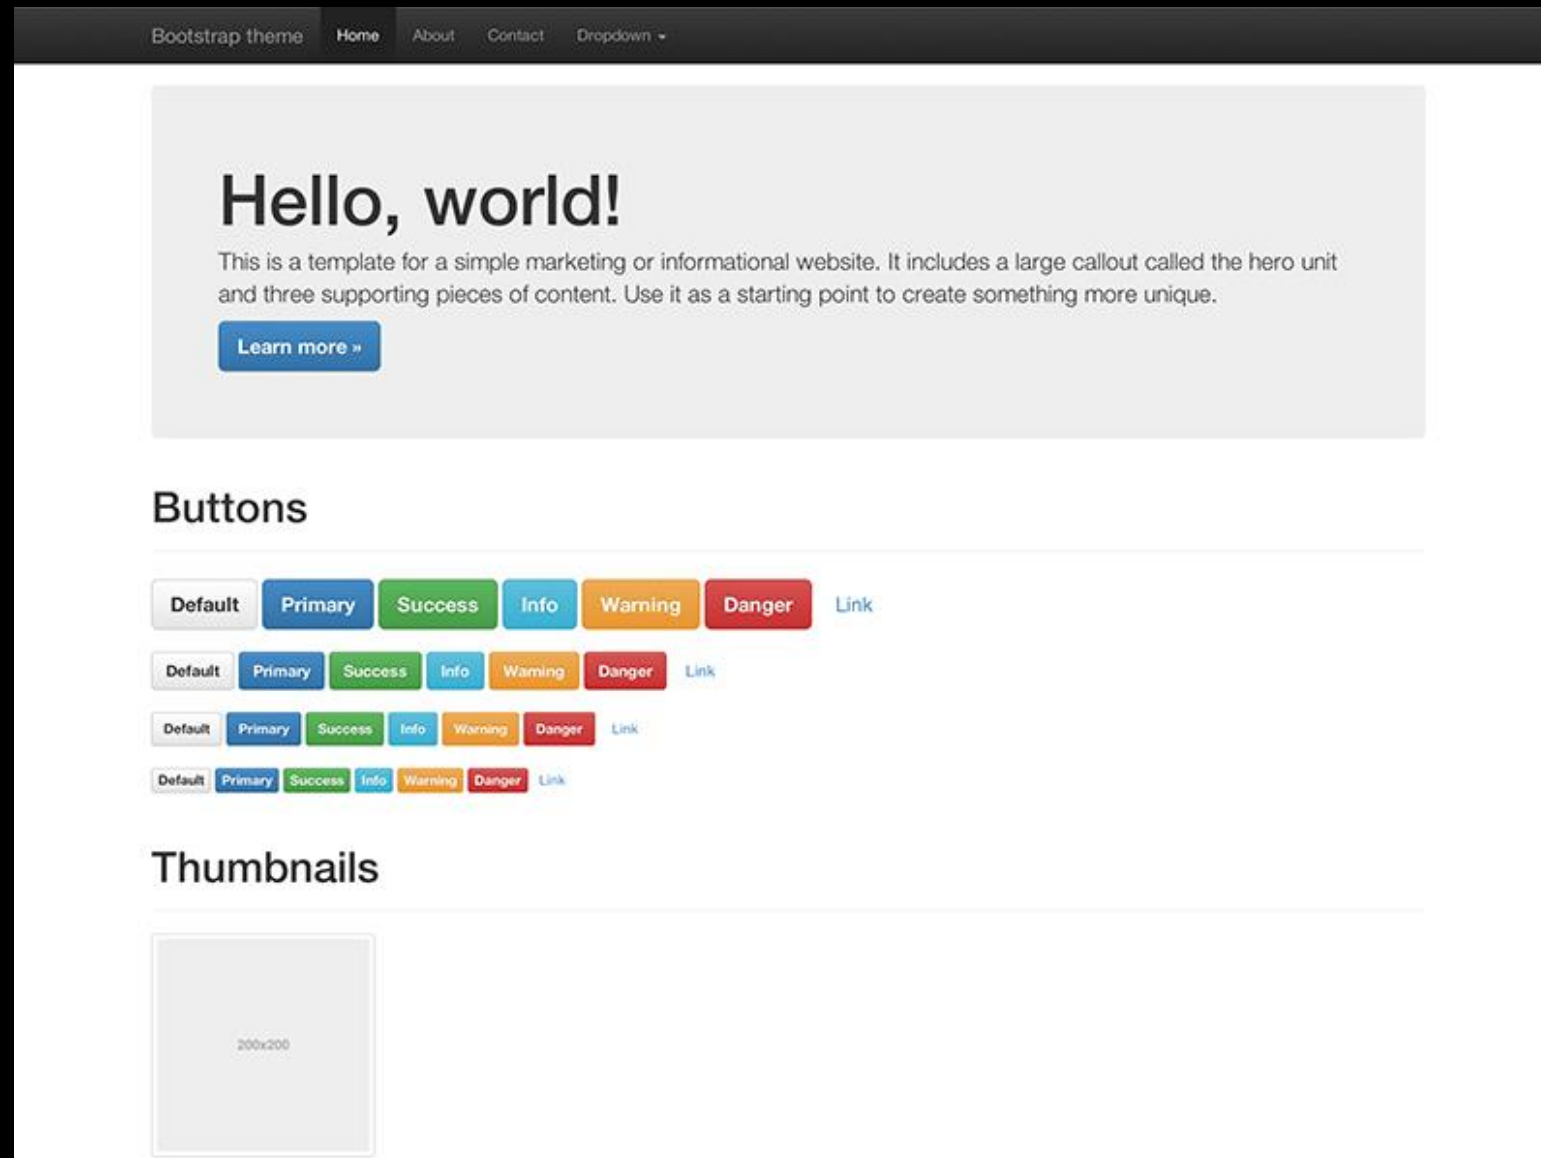 Bootstrap theme Home About Contact Dropdown
Hello, world!
This is a template for a simple marketing or informational website. It includes a large callout called the hero unit
and three supporting pieces of content. Use it as a starting point to create something more unique.
Learn more »
Buttons
Default Primary Success Info Warning Danger Link
Default Primary Success Info Warning Danger Link
Default Primary Success Info Warning Danger Link
Default Primary Success Info Warning Danger Link
Thumbnails
200x200